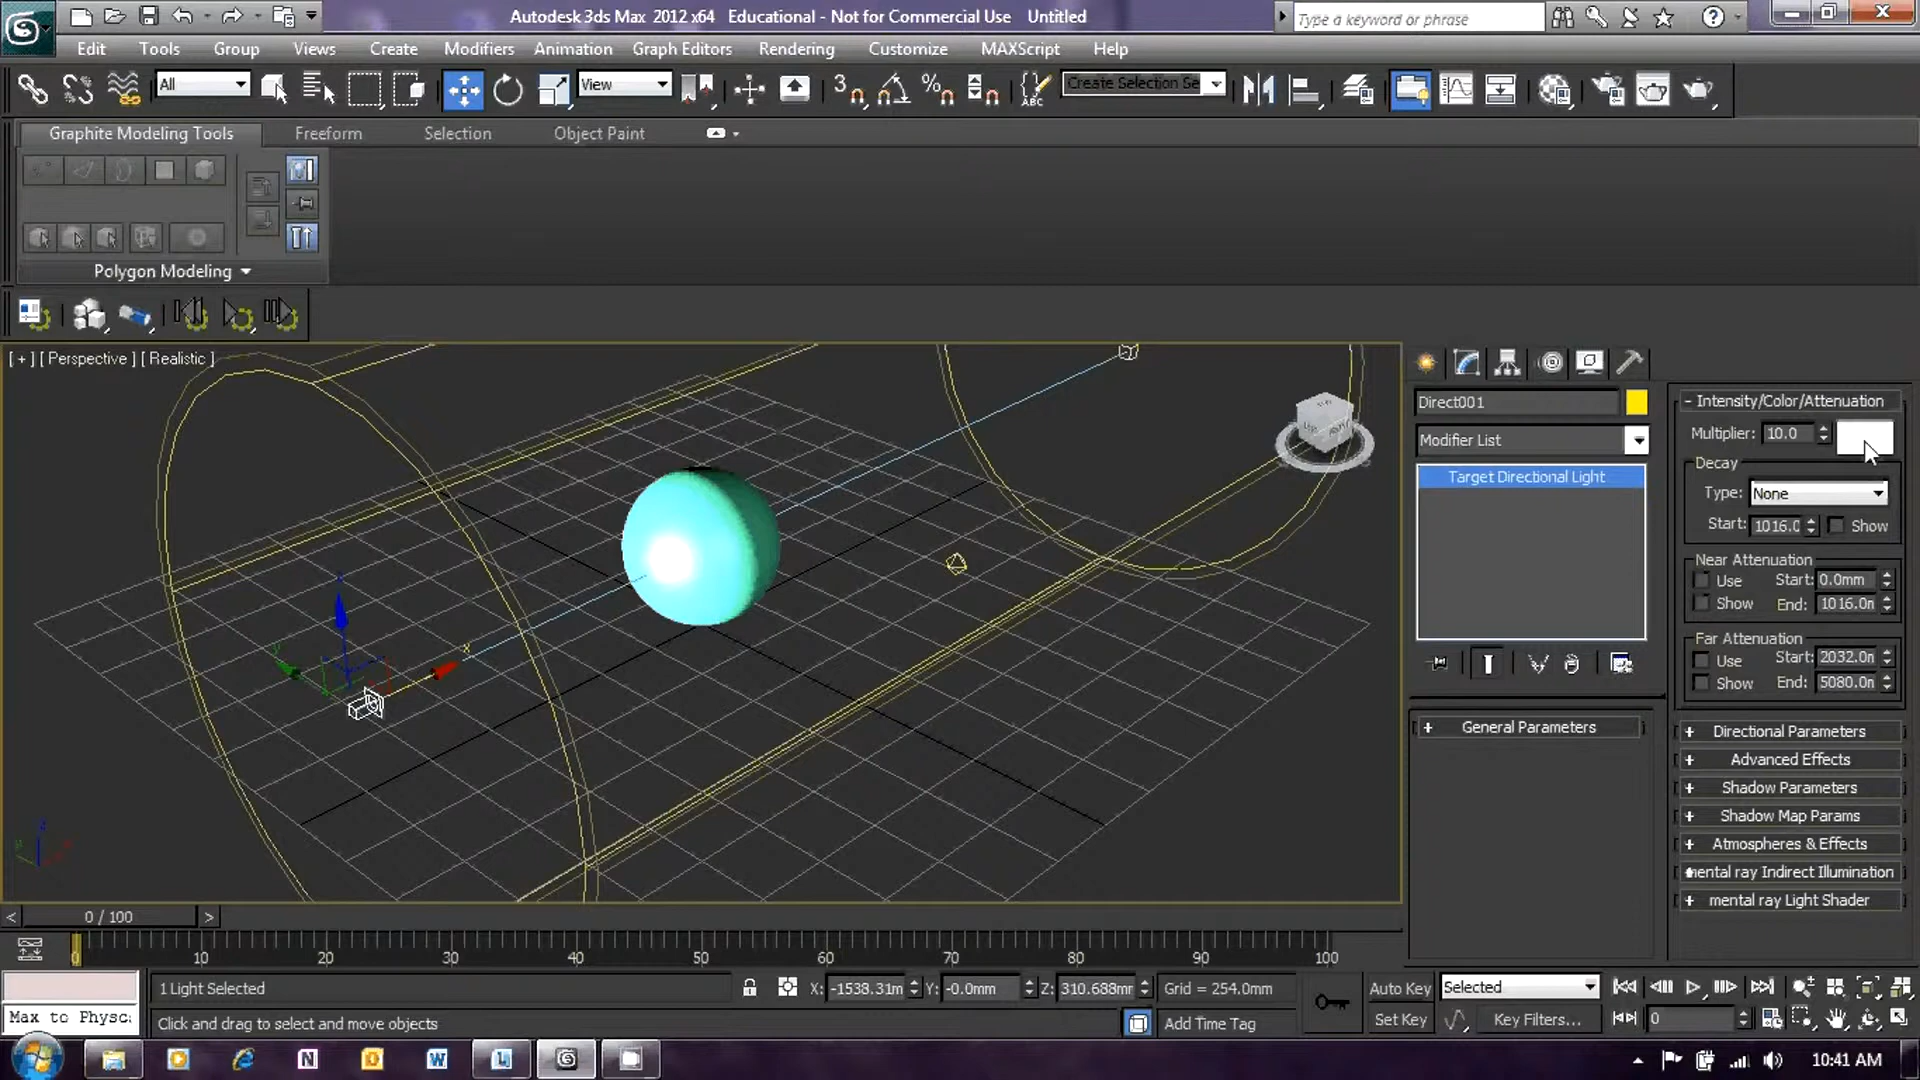 Autodesk 3ds Max 2012 x64 Educational - Not for Commercial Use Untitled
Type a keyword or phrase
Edit Tools Group Views Create Modifiers Animation Graph Editors Rendering Customize MAXScript Help
All
View
3
ABC
Create Selection Se
Graphite Modeling Tools Freeform Selection Object Paint
Polygon Modeling
[ + ] [ Perspective ] [ Realistic ]
Direct001
Modifier List
Target Directional Light
+ General Parameters
- Intensity/Color/Attenuation
Multiplier: 10.0
Decay
Type: None
Start: 1016.0 Show
Near Attenuation
Use Start: 0.0mm
Show End: 1016.0m
Far Attenuation
Use Start: 2032.0m
Show End: 5080.0m
+ Directional Parameters
+ Advanced Effects
+ Shadow Parameters
+ Shadow Map Params
+ Atmospheres & Effects
mental ray Indirect Illumination
+ mental ray Light Shader
x
y
z
< 0 / 100 >
0 10 20 30 40 50 60 70 80 90 100
1 Light Selected
X: -1538.31m Y: -0.0mm Z: 310.688mm Grid = 254.0mm
Auto Key Selected
Max to Physcs
Click and drag to select and move objects
Add Time Tag
Set Key Key Filters... 0
10:41 AM